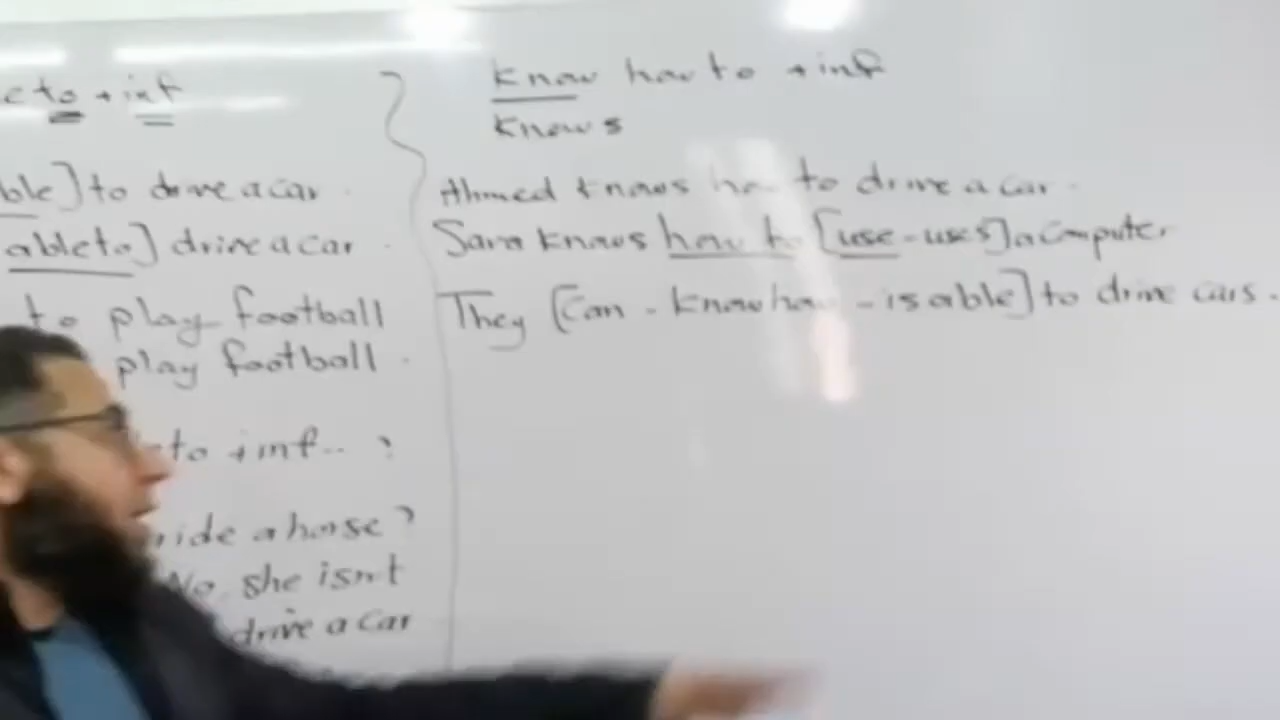 to + inf
ble] to drive a car.
able to] drive a car.
to play football
play football.
to + inf.. ?
ride a horse?
No, she isn't
drive a car
know how to + inf
knows
Ahmed knows how to drive a car.
Sara knows how to [use - uses] a computer
They [can - know how - is able] to drive cars.